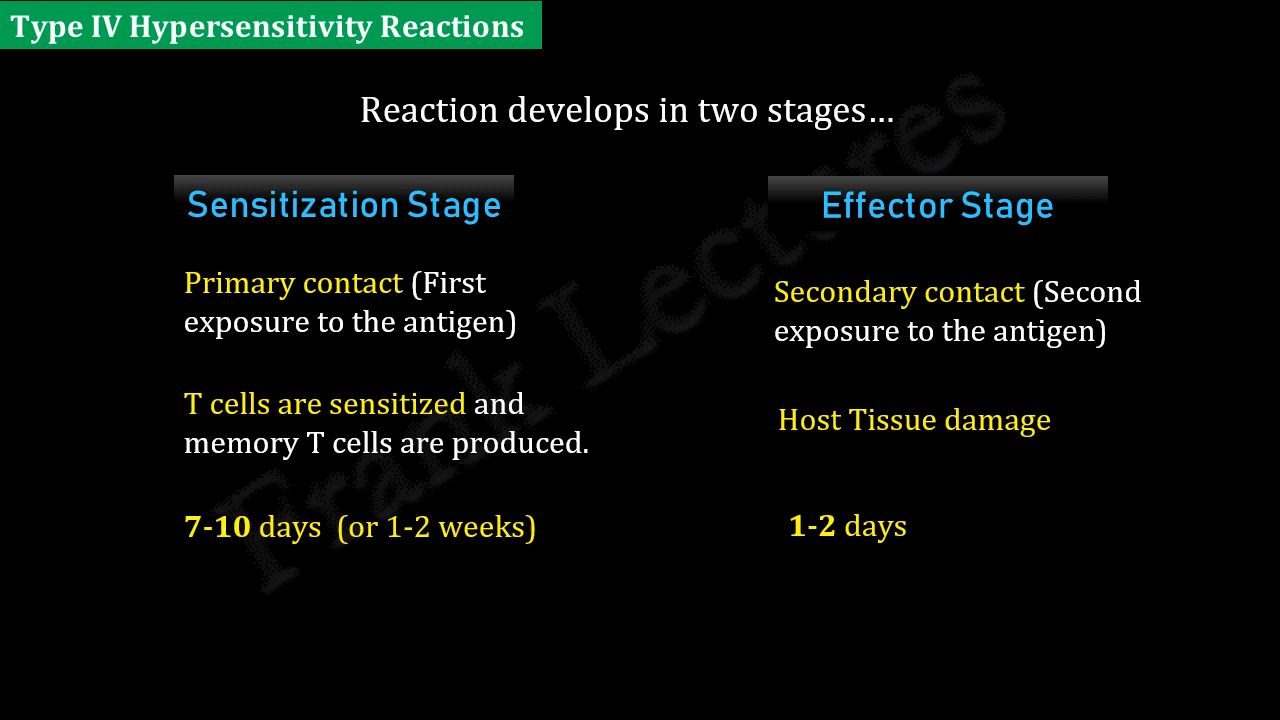 Type IV Hypersensitivity Reactions
Reaction develops in two stages…
Sensitization Stage
Primary contact (First
exposure to the antigen)
T cells are sensitized and
memory T cells are produced.
7-10 days (or 1-2 weeks)
Effector Stage
Secondary contact (Second
exposure to the antigen)
Host Tissue damage
1-2 days
Frank Lectures